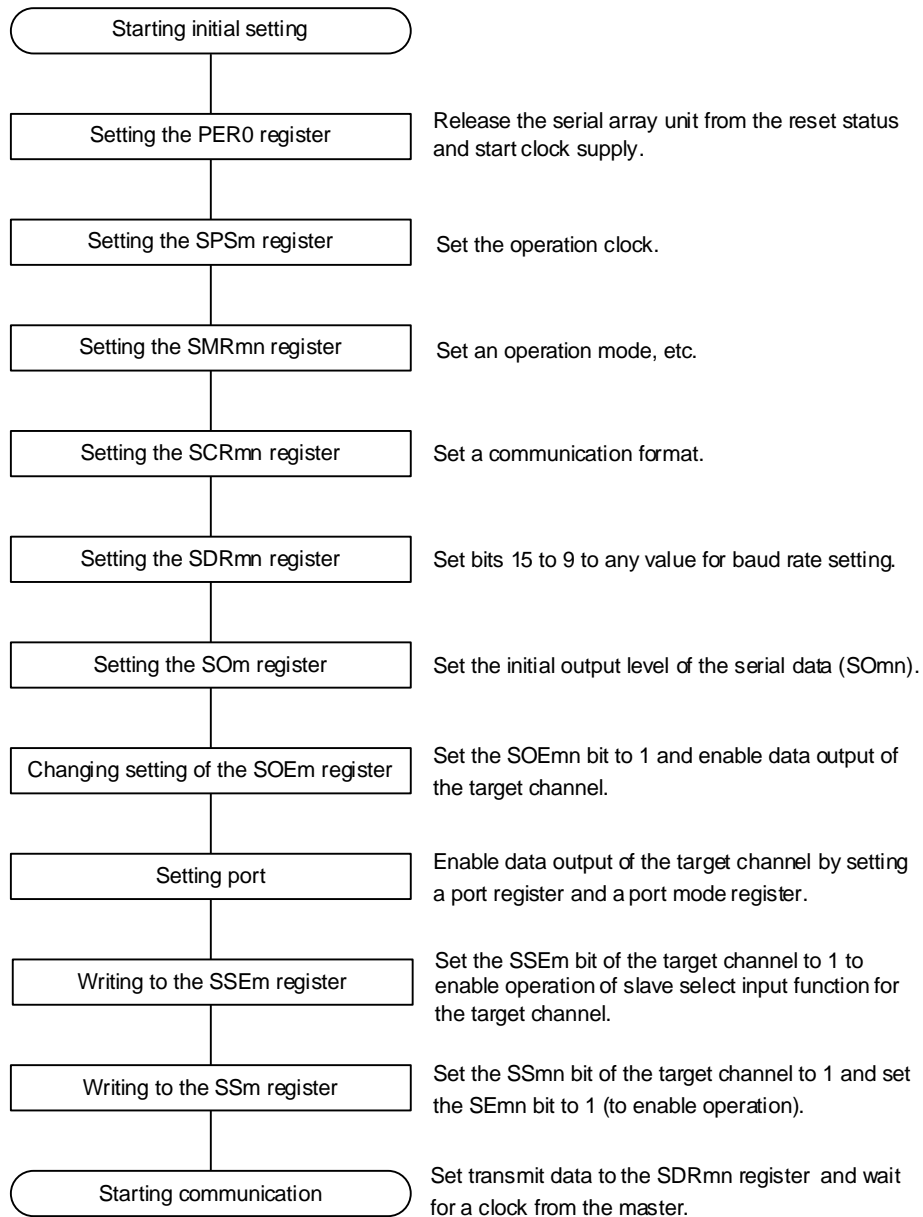 Starting initial setting
Setting the PER0 register
Release the serial array unit from the reset status
and start clock supply.
Setting the SPSm register
Set the operation clock.
Setting the SMRmn register
Set an operation mode, etc.
Setting the SCRmn register
Set a communication format.
Setting the SDRmn register
Set bits 15 to 9 to any value for baud rate setting.
Setting the SOm register
Set the initial output level of the serial data (SOmn).
Changing setting of the SOEm register
Set the SOEmn bit to 1 and enable data output of
the target channel.
Setting port
Enable data output of the target channel by setting
a port register and a port mode register.
Writing to the SSEm register
Set the SSEm bit of the target channel to 1 to
enable operation of slave select input function for
the target channel.
Writing to the SSm register
Set the SSmn bit of the target channel to 1 and set
the SEmn bit to 1 (to enable operation).
Starting communication
Set transmit data to the SDRmn register and wait
for a clock from the master.